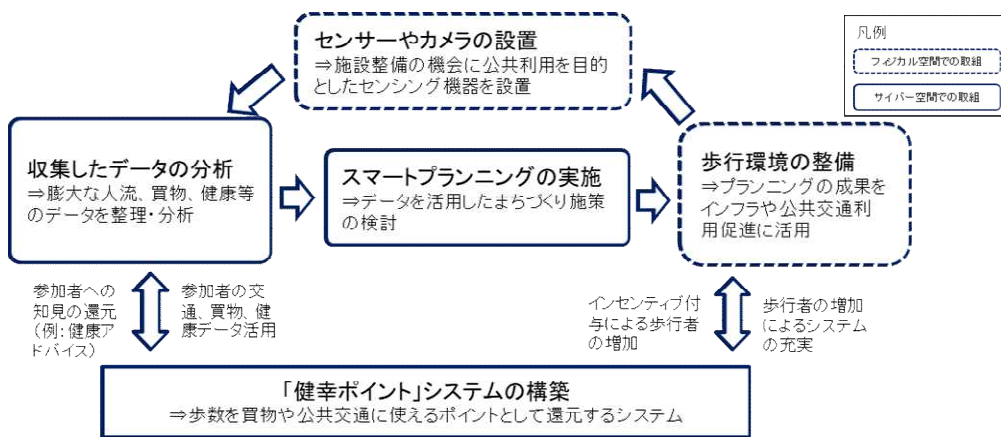 センサーやカメラの設置
⇒施設整備の機会に公共利用を目的
としたセンシング機器を設置
凡例
フィジカル空間での取組
サイバー空間での取組
収集したデータの分析
⇒膨大な人流、買物、健康等
のデータを整理・分析
スマートプランニングの実施
⇒データを活用したまちづくり施策
の検討
歩行環境の整備
⇒プランニングの成果を
インフラや公共交通利
用促進に活用
参加者への
知見の還元
（例：健康ア
ドバイス）
参加者の交
通、買物、健
康データ活用
インセンティブ付
与による歩行者
の増加
歩行者の増加
によるシステム
の充実
「健幸ポイント」システムの構築
⇒歩数を買物や公共交通に使えるポイントとして還元するシステム